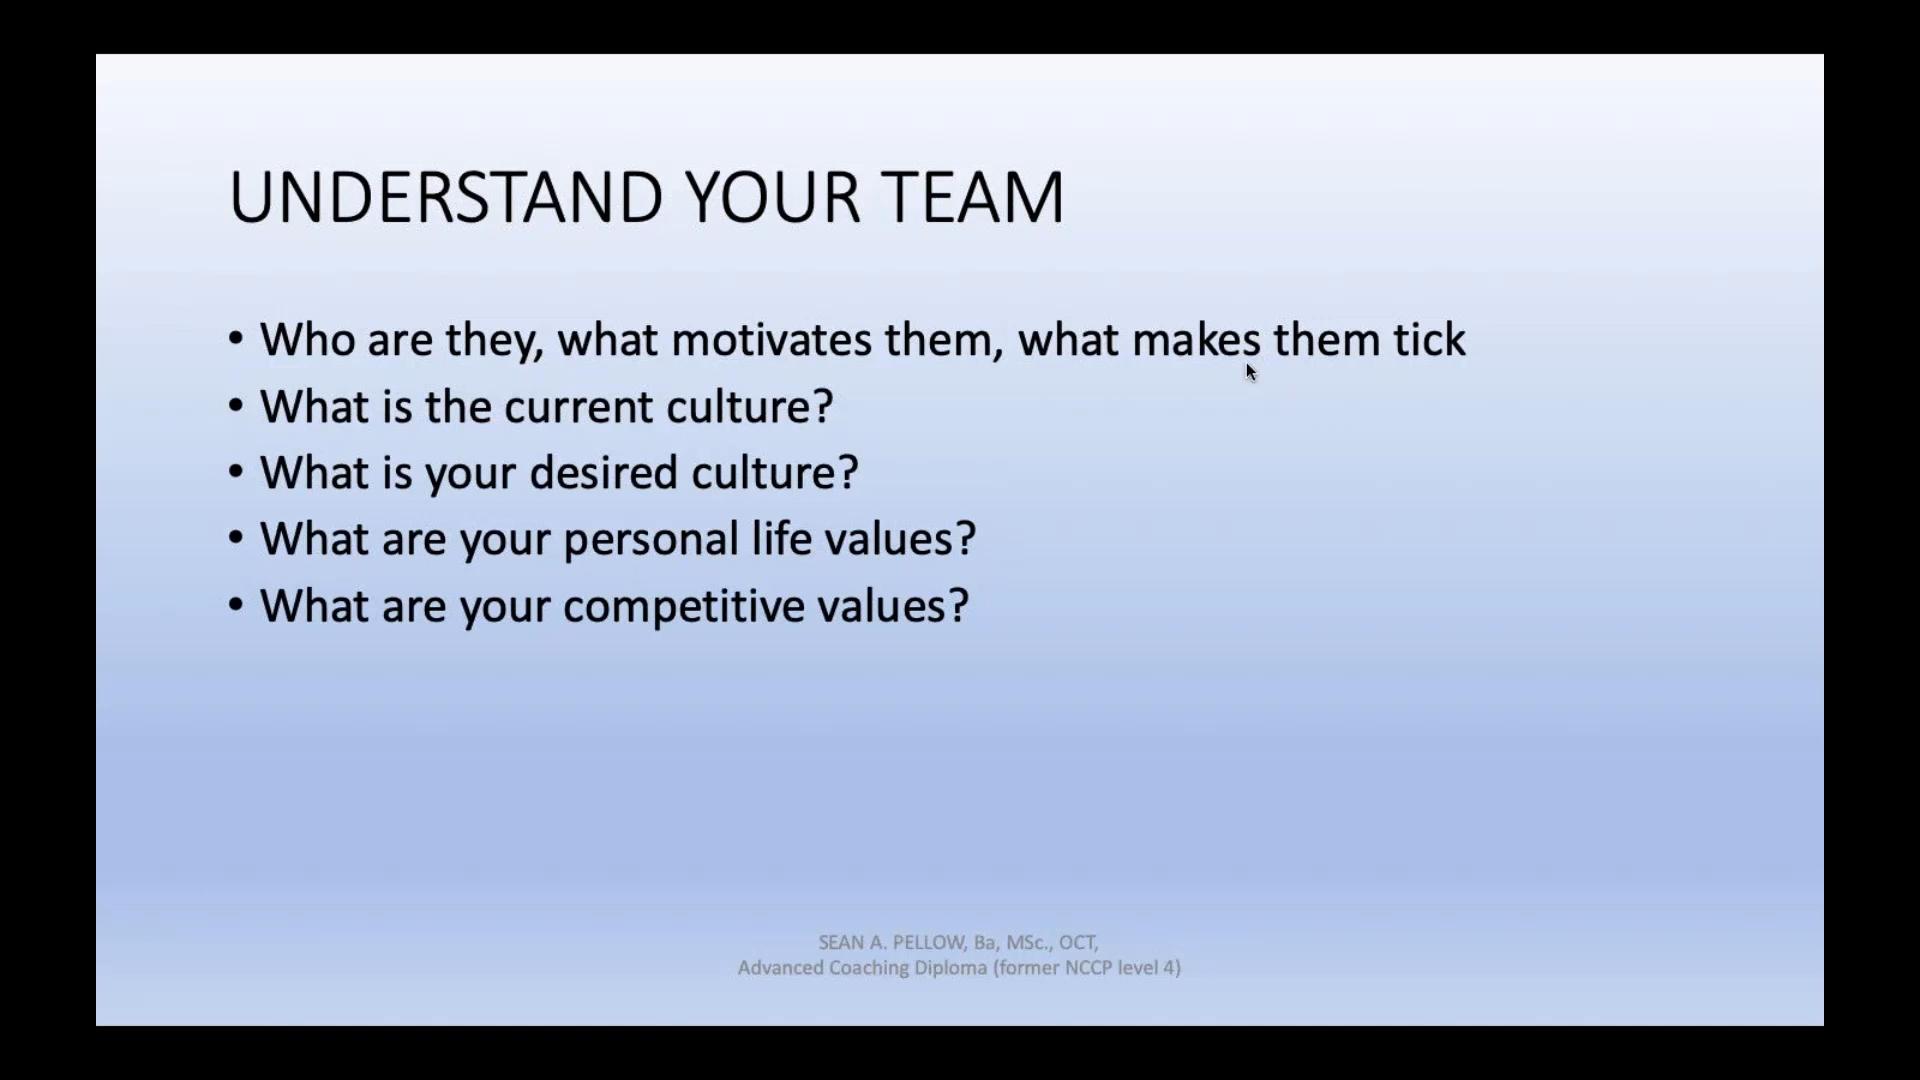 UNDERSTAND YOUR TEAM
• Who are they, what motivates them, what makes them tick
• What is the current culture?
• What is your desired culture?
• What are your personal life values?
• What are your competitive values?
SEAN A. PELLOW, Ba, MSc., OCT,
Advanced Coaching Diploma (former NCCP level 4)